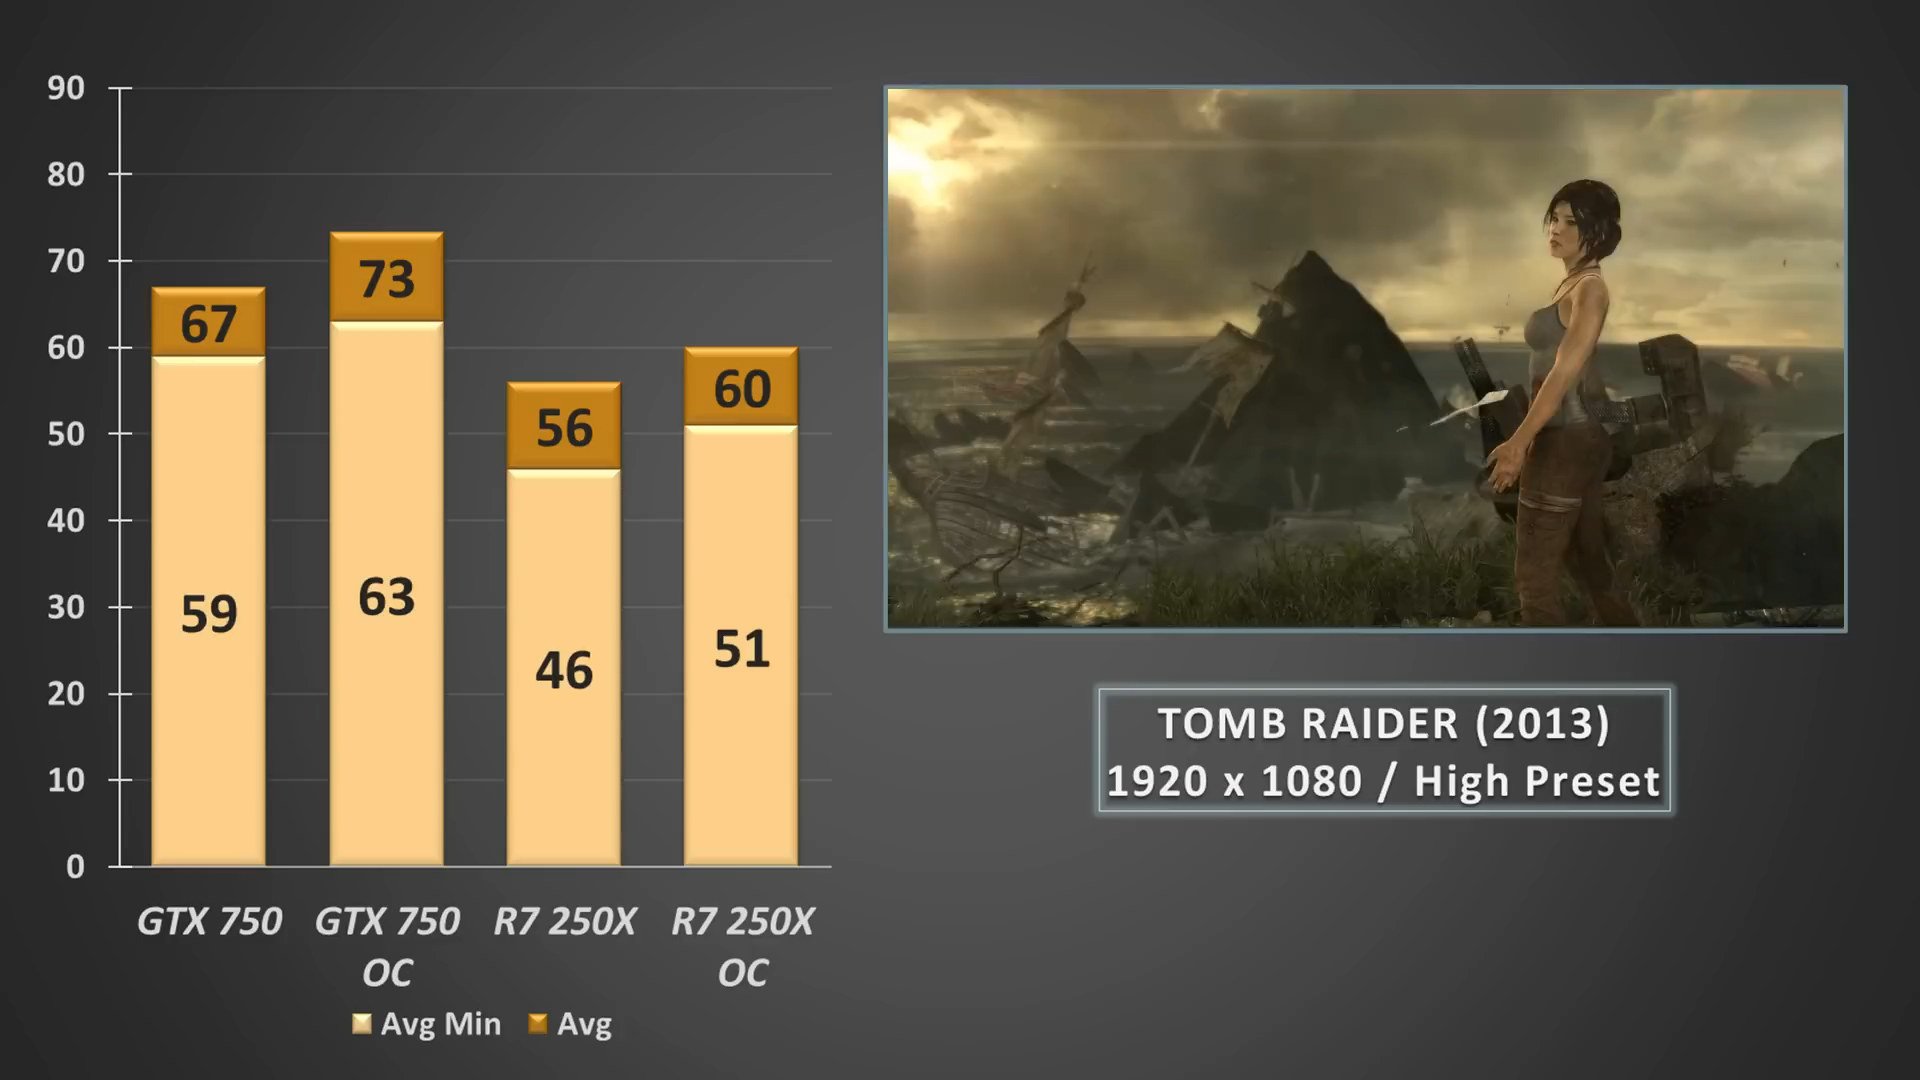 90
80
70
60
50
40
30
20
10
0
67
73
56
60
59
63
46
51
GTX 750
GTX 750
OC
R7 250X
R7 250X
OC
Avg Min
Avg
TOMB RAIDER (2013)
1920 x 1080 / High Preset